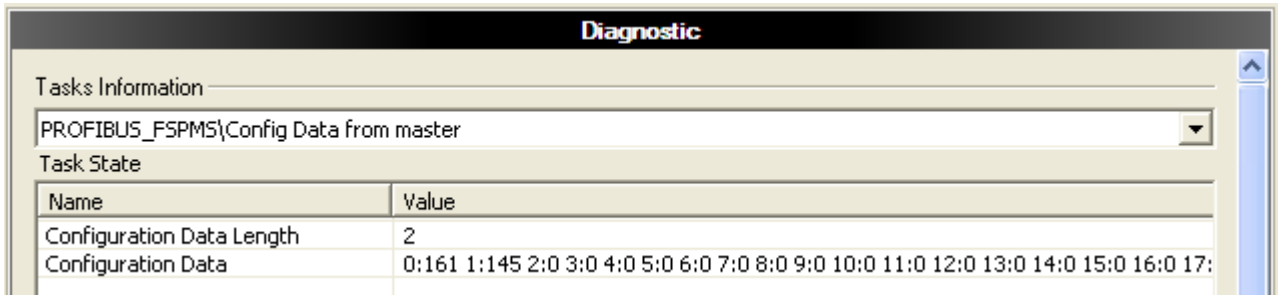 Diagnostic
Tasks Information
PROFIBUS_FSPMS\Config Data from master
Task State
Name Value
Configuration Data Length 2
Configuration Data 0:161 1:145 2:0 3:0 4:0 5:0 6:0 7:0 8:0 9:0 10:0 11:0 12:0 13:0 14:0 15:0 16:0 17: